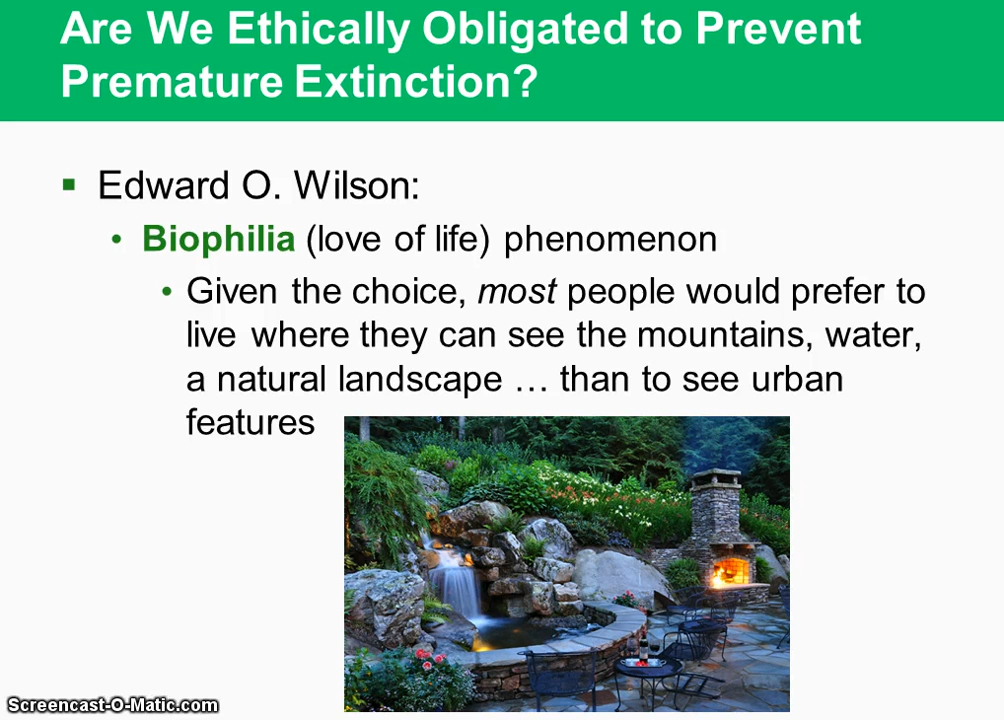 Are We Ethically Obligated to Prevent
Premature Extinction?
Edward O. Wilson:
Biophilia (love of life) phenomenon
Given the choice, most people would prefer to
live where they can see the mountains, water,
a natural landscape … than to see urban
features
Screencast-O-Matic.com